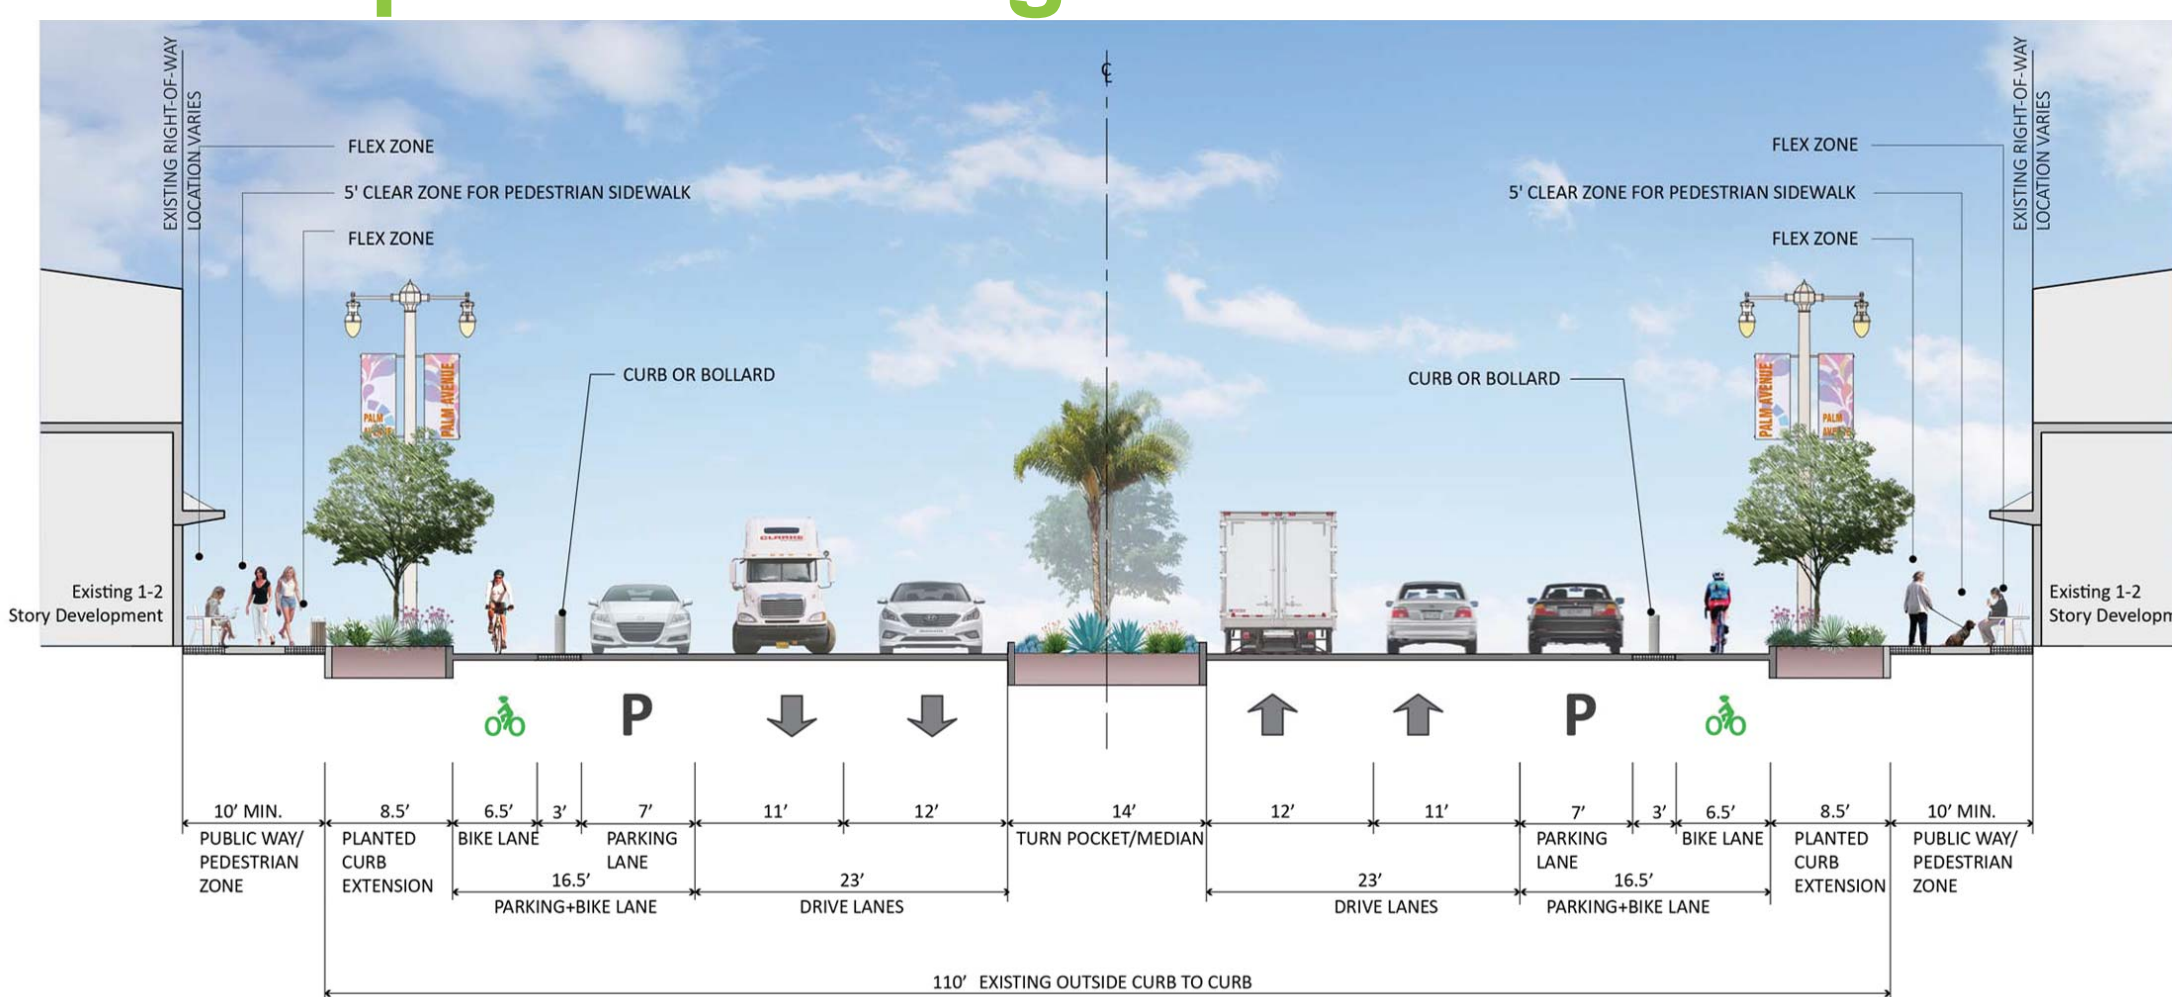 EXISTING RIGHT-OF-WAY
LOCATION VARIES
FLEX ZONE
5' CLEAR ZONE FOR PEDESTRIAN SIDEWALK
FLEX ZONE
CURB OR BOLLARD
PALM
AVENUE
PALM AVENUE
Existing 1-2
Story Development
CLARKE
℄
FLEX ZONE
5' CLEAR ZONE FOR PEDESTRIAN SIDEWALK
FLEX ZONE
CURB OR BOLLARD
EXISTING RIGHT-OF-WAY
LOCATION VARIES
PALM AVENUE
PALM
AVENUE
Existing 1-2
Story Developm
P
P
10' MIN.
PUBLIC WAY/
PEDESTRIAN
ZONE
8.5'
PLANTED
CURB
EXTENSION
6.5'
BIKE LANE
3'
7'
PARKING
LANE
16.5'
PARKING+BIKE LANE
11'
12'
23'
DRIVE LANES
14'
TURN POCKET/MEDIAN
12'
11'
23'
DRIVE LANES
7'
PARKING
LANE
3'
6.5'
BIKE LANE
16.5'
PARKING+BIKE LANE
8.5'
PLANTED
CURB
EXTENSION
10' MIN.
PUBLIC WAY/
PEDESTRIAN
ZONE
110' EXISTING OUTSIDE CURB TO CURB